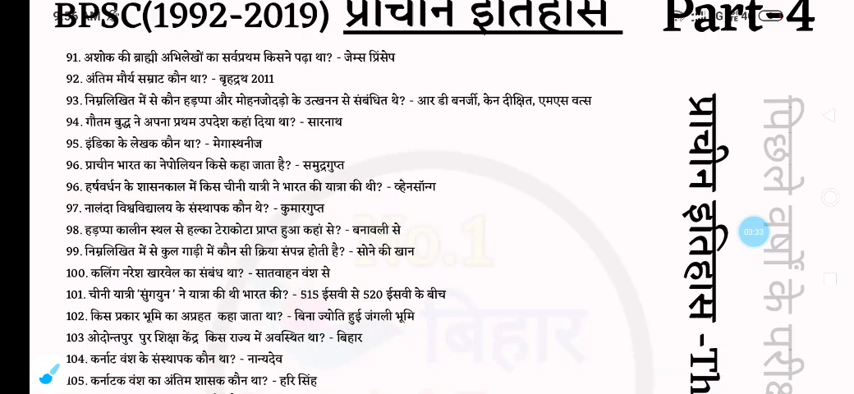 BPSC(1992-2019) प्राचीन इतिहास Part-4
91. अशोक की ब्राह्मी अभिलेखों का सर्वप्रथम किसने पढ़ा था? - जेम्स प्रिंसेप
92. अंतिम मौर्य सम्राट कौन था? - बृहद्रथ 2011
93. निम्नलिखित में से कौन हड़प्पा और मोहनजोदड़ो के उत्खनन से संबंधित थे? - आर डी बनर्जी, केन दीक्षित, एमएस वत्स
94. गौतम बुद्ध ने अपना प्रथम उपदेश कहां दिया था? - सारनाथ
95. इंडिका के लेखक कौन था? - मेगास्थनीज
96. प्राचीन भारत का नेपोलियन किसे कहा जाता है? - समुद्रगुप्त
96. हर्षवर्धन के शासनकाल में किस चीनी यात्री ने भारत की यात्रा की थी? - व्हेनसॉन्ग
97. नालंदा विश्वविद्यालय के संस्थापक कौन थे? - कुमारगुप्त
98. हड़प्पा कालीन स्थल से हल्का टेराकोटा प्राप्त हुआ कहां से? - बनावली से
99. निम्नलिखित में से कुल गाड़ी में कौन सी क्रिया संपन्न होती है? - सोने की खान
100. कलिंग नरेश खारवेल का संबंध था? - सातवाहन वंश से
101. चीनी यात्री 'सुंगयुन ' ने यात्रा की थी भारत की? - 515 ईसवी से 520 ईसवी के बीच
102. किस प्रकार भूमि का अप्रहत कहा जाता था? - बिना ज्योति हुई जंगली भूमि
103 ओदोन्तपुर पुर शिक्षा केंद्र किस राज्य में अवस्थित था? - बिहार
104. कर्नाट वंश के संस्थापक कौन था? - नान्यदेव
105. कर्नाटक वंश का अंतिम शासक कौन था? - हरि सिंह
No.1
बिहार
प्राचीन इतिहास -Th
पिछले वर्षों के परीक्ष
03:33